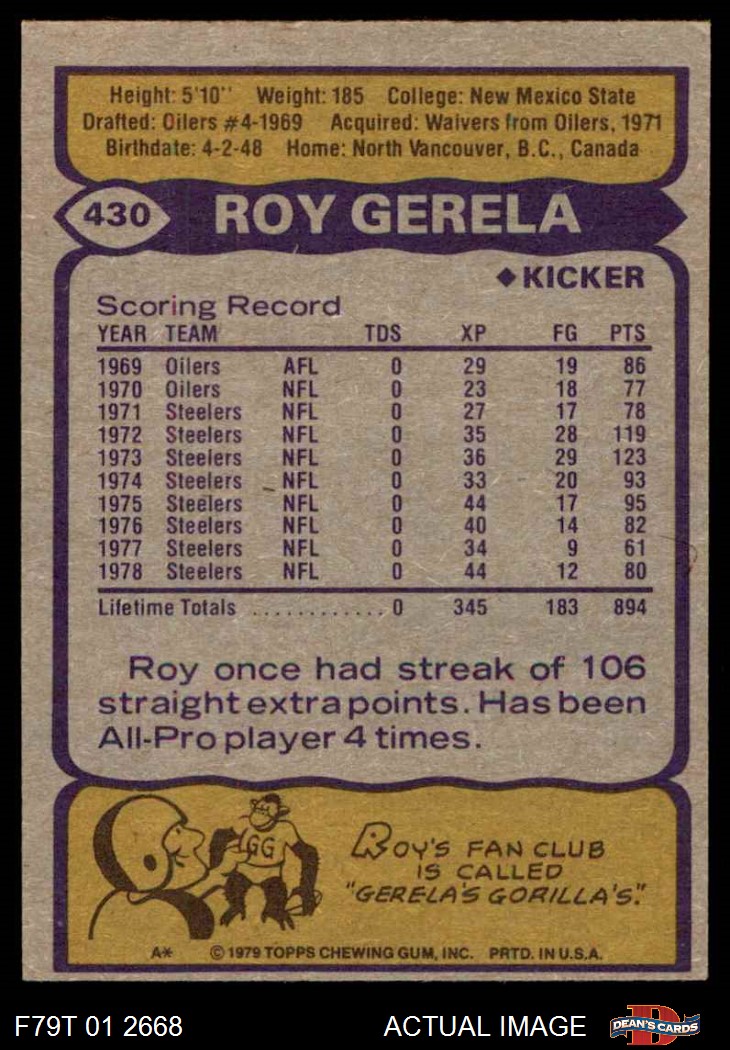 Height: 5'10'' Weight: 185 College: New Mexico State
Drafted: Oilers #4-1969 Acquired: Waivers from Oilers, 1971
Birthdate: 4-2-48 Home: North Vancouver, B.C., Canada
430 ROY GERELA
◆KICKER
Scoring Record
YEAR TEAM TDS XP FG PTS
1969 Oilers AFL 0 29 19 86
1970 Oilers NFL 0 23 18 77
1971 Steelers NFL 0 27 17 78
1972 Steelers NFL 0 35 28 119
1973 Steelers NFL 0 36 29 123
1974 Steelers NFL 0 33 20 93
1975 Steelers NFL 0 44 17 95
1976 Steelers NFL 0 40 14 82
1977 Steelers NFL 0 34 9 61
1978 Steelers NFL 0 44 12 80
Lifetime Totals ............ 0 345 183 894
Roy once had streak of 106
straight extra points. Has been
All-Pro player 4 times.
GG
ROY'S FAN CLUB
IS CALLED
"GERELA'S GORILLA'S."
A* ©1979 TOPPS CHEWING GUM, INC. PRTD. IN U.S.A.
F79T 01 2668 ACTUAL IMAGE D DEAN'S CARDS